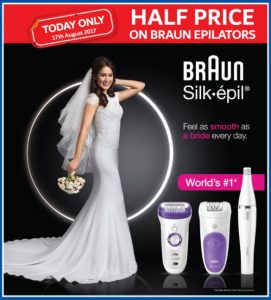 TODAY ONLY
17th August 2017
HALF PRICE
ON BRAUN EPILATORS
BRAUN
Silk·épil®
Feel as smooth as
a bride every day.
World's #1*